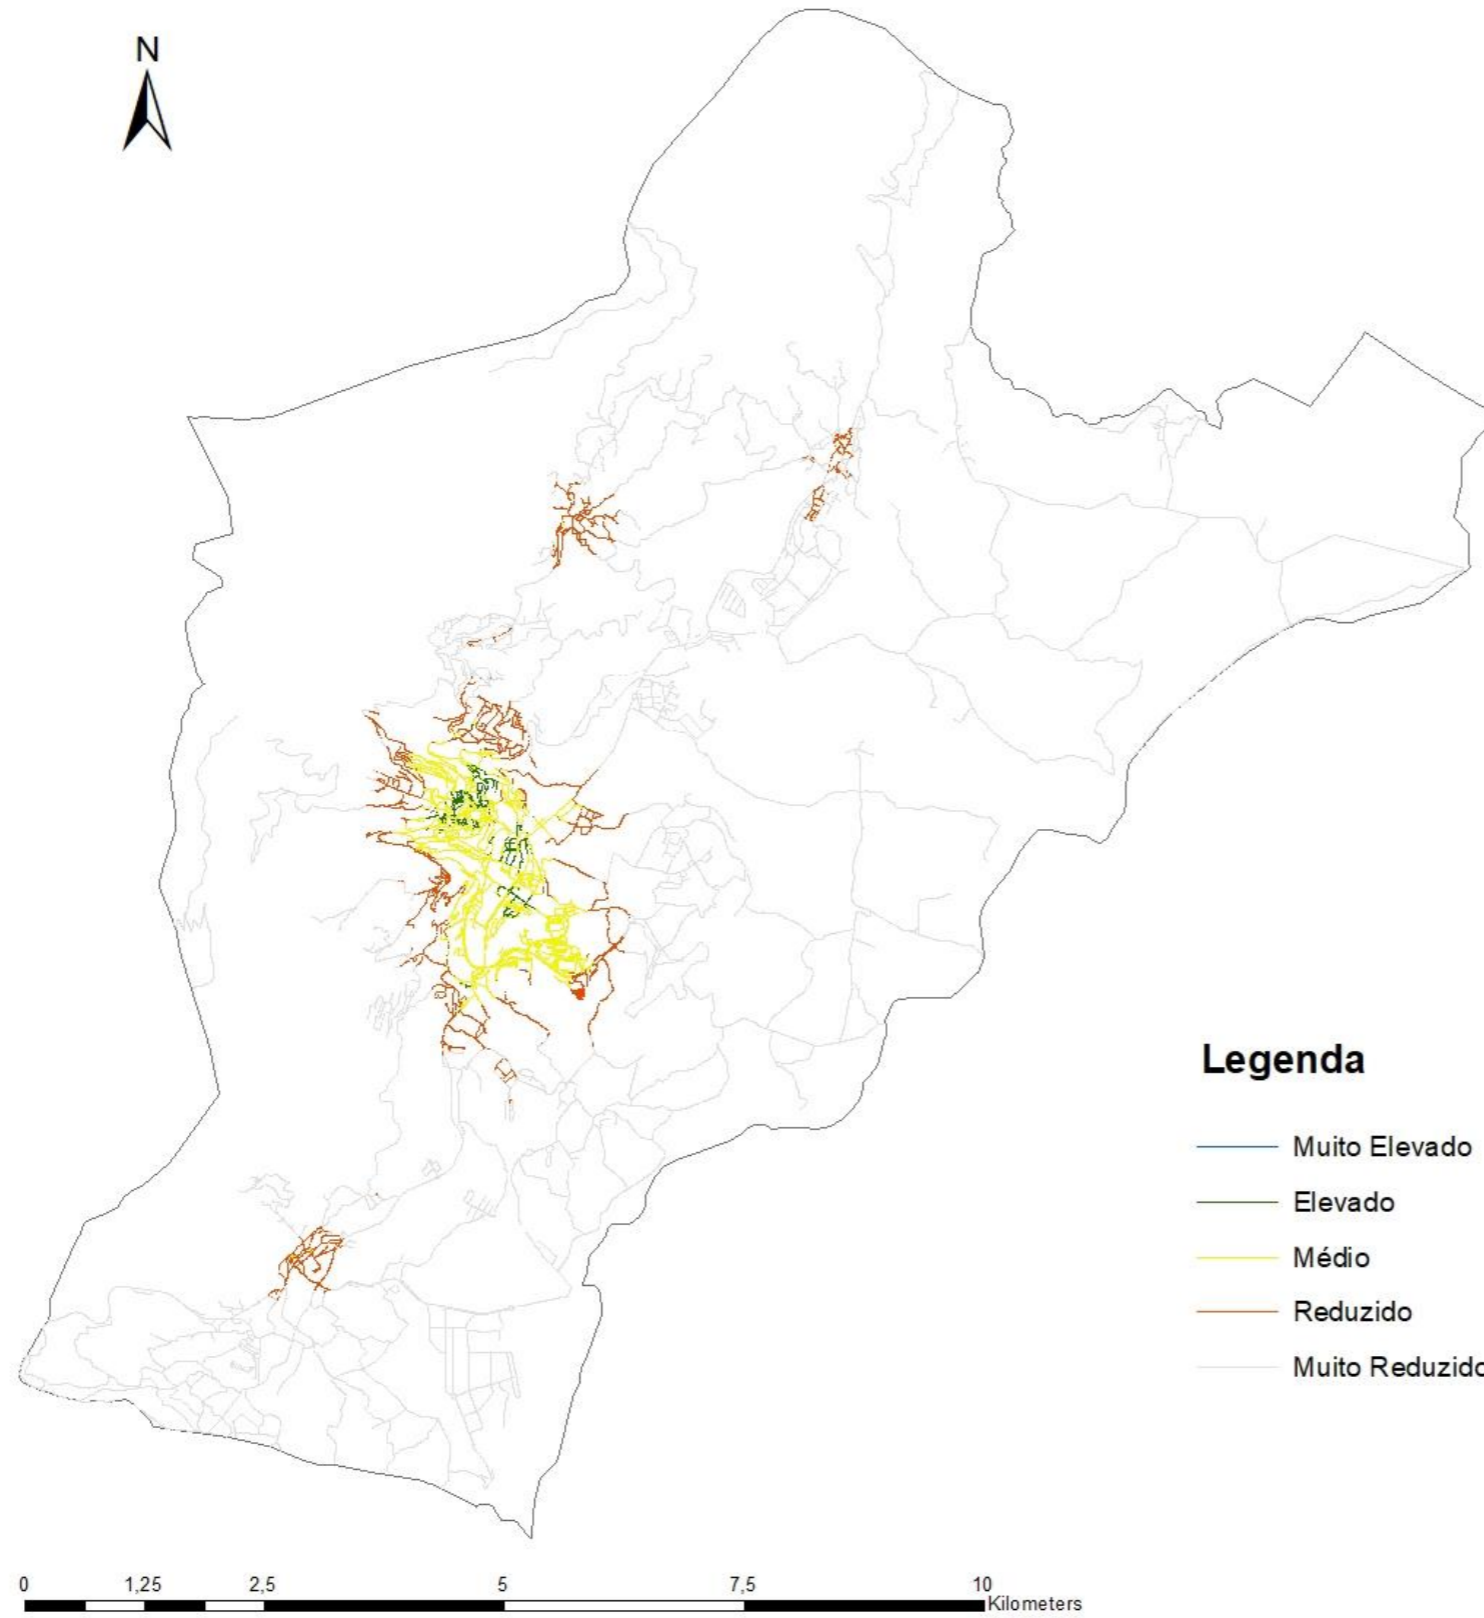 N
Legenda
Muito Elevado
Elevado
Médio
Reduzido
Muito Reduzido
0 1,25 2,5 5 7,5 10
Kilometers